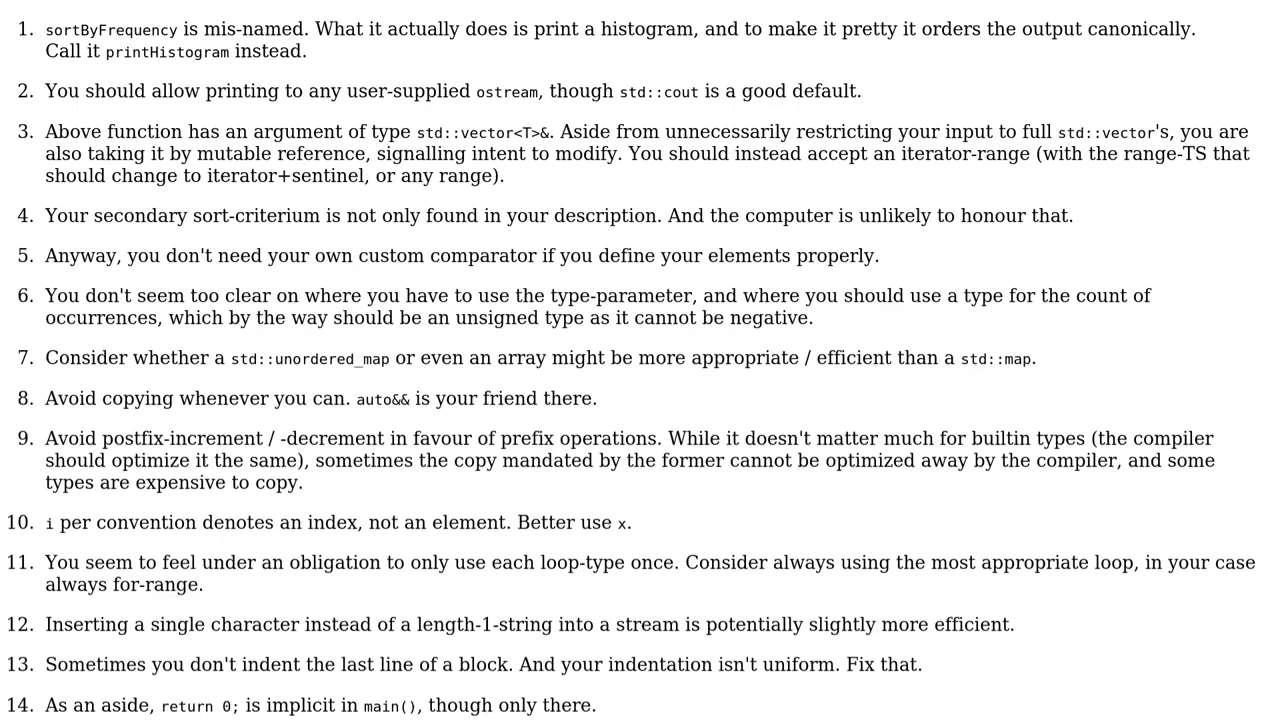 1. sortByFrequency is mis-named. What it actually does is print a histogram, and to make it pretty it orders the output canonically.
Call it printHistogram instead.
2. You should allow printing to any user-supplied ostream, though std::cout is a good default.
3. Above function has an argument of type std::vector<T>&. Aside from unnecessarily restricting your input to full std::vector's, you are
also taking it by mutable reference, signalling intent to modify. You should instead accept an iterator-range (with the range-TS that
should change to iterator+sentinel, or any range).
4. Your secondary sort-criterium is not only found in your description. And the computer is unlikely to honour that.
5. Anyway, you don't need your own custom comparator if you define your elements properly.
6. You don't seem too clear on where you have to use the type-parameter, and where you should use a type for the count of
occurrences, which by the way should be an unsigned type as it cannot be negative.
7. Consider whether a std::unordered_map or even an array might be more appropriate / efficient than a std::map.
8. Avoid copying whenever you can. auto&& is your friend there.
9. Avoid postfix-increment / -decrement in favour of prefix operations. While it doesn't matter much for builtin types (the compiler
should optimize it the same), sometimes the copy mandated by the former cannot be optimized away by the compiler, and some
types are expensive to copy.
10. i per convention denotes an index, not an element. Better use x.
11. You seem to feel under an obligation to only use each loop-type once. Consider always using the most appropriate loop, in your case
always for-range.
12. Inserting a single character instead of a length-1-string into a stream is potentially slightly more efficient.
13. Sometimes you don't indent the last line of a block. And your indentation isn't uniform. Fix that.
14. As an aside, return 0; is implicit in main(), though only there.